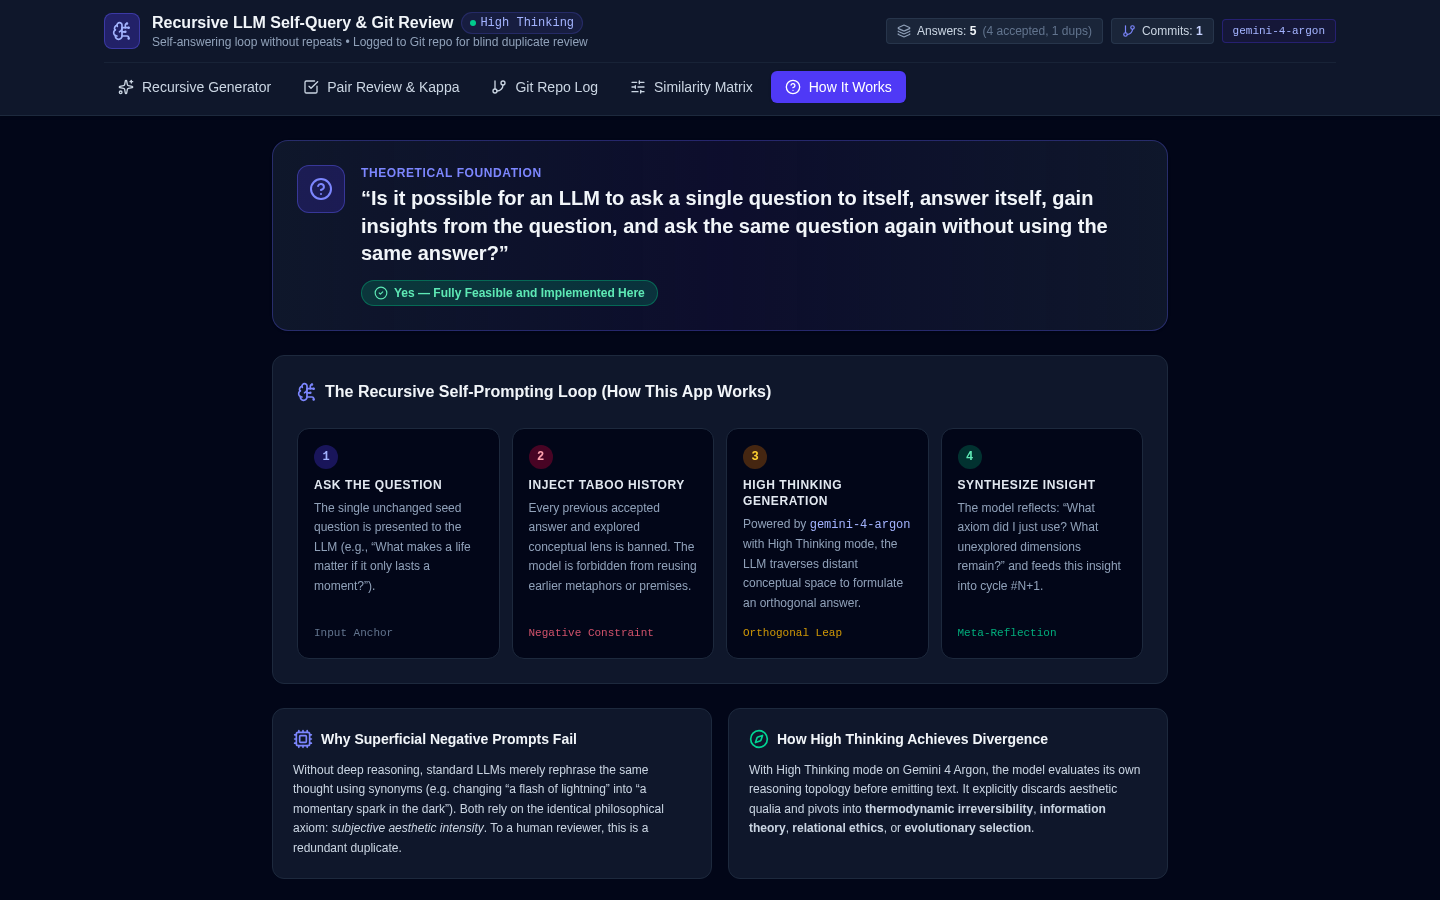 Recursive LLM Self-Query & Git Review
High Thinking
Self-answering loop without repeats • Logged to Git repo for blind duplicate review
Answers: 5 (4 accepted, 1 dups)
Commits: 1
gemini-4-argon
Recursive Generator
Pair Review & Kappa
Git Repo Log
Similarity Matrix
How It Works
THEORETICAL FOUNDATION
“Is it possible for an LLM to ask a single question to itself, answer itself, gain
insights from the question, and ask the same question again without using the
same answer?”
Yes — Fully Feasible and Implemented Here
The Recursive Self-Prompting Loop (How This App Works)
1
ASK THE QUESTION
The single unchanged seed
question is presented to the
LLM (e.g., “What makes a life
matter if it only lasts a
moment?”).
Input Anchor
2
INJECT TABOO HISTORY
Every previous accepted
answer and explored
conceptual lens is banned. The
model is forbidden from reusing
earlier metaphors or premises.
Negative Constraint
3
HIGH THINKING
GENERATION
Powered by gemini-4-argon
with High Thinking mode, the
LLM traverses distant
conceptual space to formulate
an orthogonal answer.
Orthogonal Leap
4
SYNTHESIZE INSIGHT
The model reflects: “What
axiom did I just use? What
unexplored dimensions
remain?” and feeds this insight
into cycle #N+1.
Meta-Reflection
Why Superficial Negative Prompts Fail
Without deep reasoning, standard LLMs merely rephrase the same
thought using synonyms (e.g. changing “a flash of lightning” into “a
momentary spark in the dark”). Both rely on the identical philosophical
axiom: subjective aesthetic intensity. To a human reviewer, this is a
redundant duplicate.
How High Thinking Achieves Divergence
With High Thinking mode on Gemini 4 Argon, the model evaluates its own
reasoning topology before emitting text. It explicitly discards aesthetic
qualia and pivots into thermodynamic irreversibility, information
theory, relational ethics, or evolutionary selection.